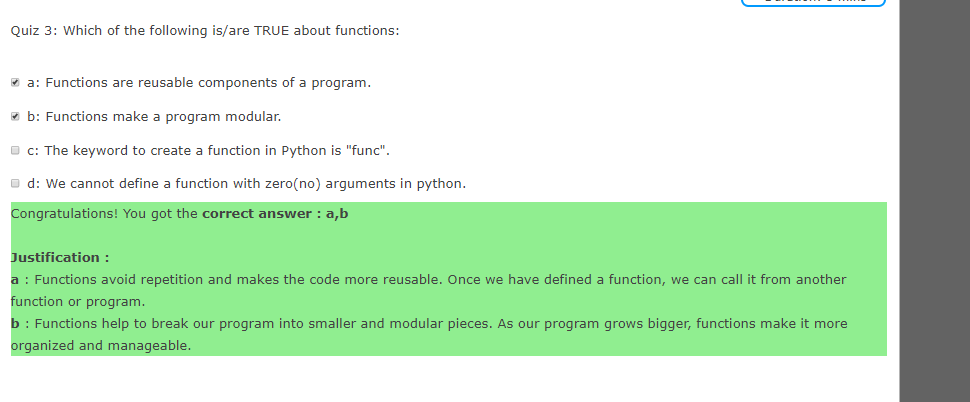 Quiz 3: Which of the following is/are TRUE about functions:
a: Functions are reusable components of a program.
b: Functions make a program modular.
c: The keyword to create a function in Python is "func".
d: We cannot define a function with zero(no) arguments in python.
Congratulations! You got the correct answer : a,b
Justification :
a : Functions avoid repetition and makes the code more reusable. Once we have defined a function, we can call it from another
function or program.
b : Functions help to break our program into smaller and modular pieces. As our program grows bigger, functions make it more
organized and manageable.